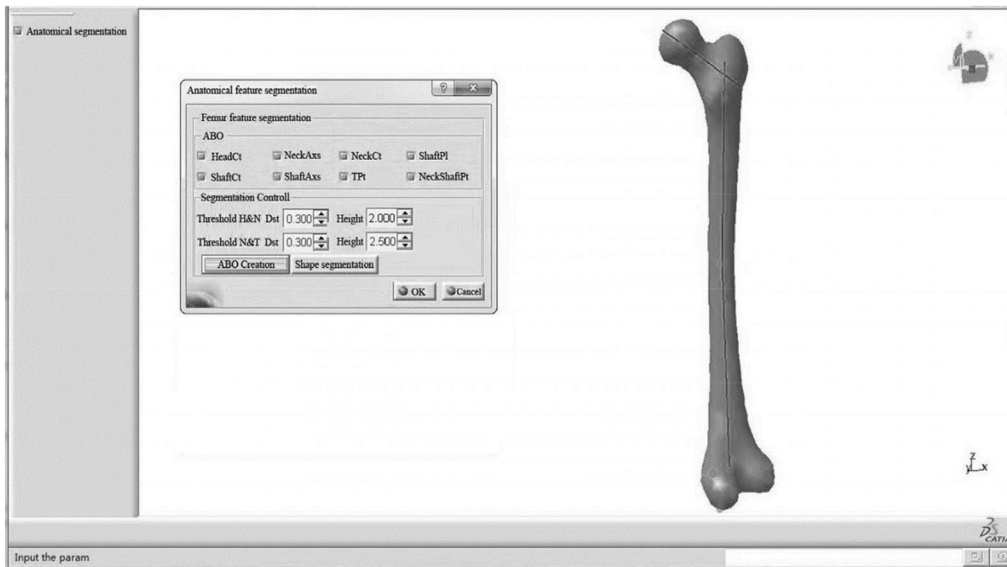 Anatomical segmentation
Anatomical feature segmentation
? X
Femur feature segmentation
ABO
HeadCt NeckAxs NeckCt ShaftPl
ShaftCt ShaftAxs TPt NeckShaftPt
Segmentation Controll
Threshold H&N Dst 0.300 Height 2.000
Threshold N&T Dst 0.300 Height 2.500
ABO Creation Shape segmentation
OK Cancel
z
x
z
y x
DS
CATIA
Input the param